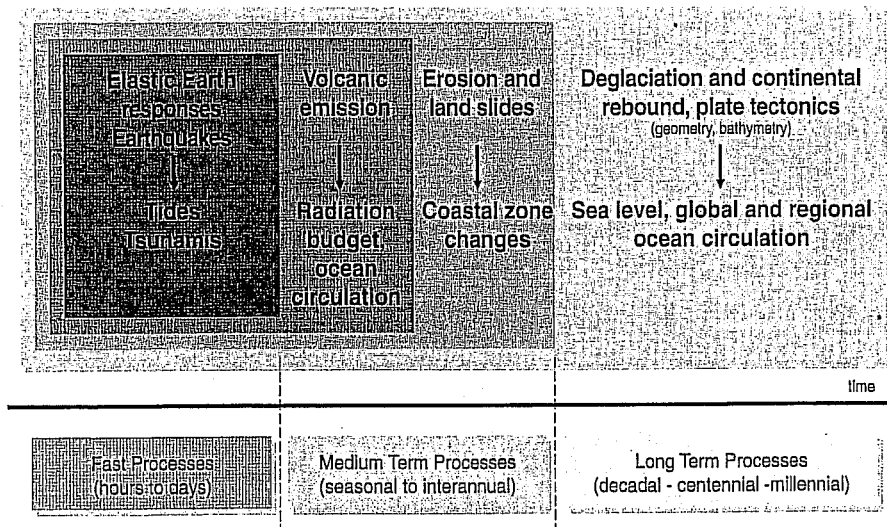 Elastic Earth
responses
Earthquakes
Tides
Tsunamis
Volcanic
emission
Radiation
budget,
ocean
circulation
Erosion and
land slides
Coastal zone
changes
Deglaciation and continental
rebound, plate tectonics
(geometry, bathymetry)
Sea level, global and regional
ocean circulation
time
Fast Processes
(hours to days)
Medium Term Processes
(seasonal to interannual)
Long Term Processes
(decadal - centennial -millennial)